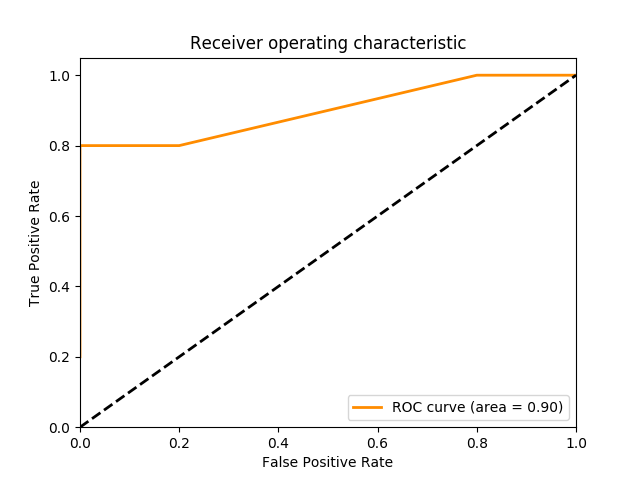 Receiver operating characteristic
True Positive Rate
1.0
0.8
0.6
0.4
0.2
0.0
ROC curve (area = 0.90)
0.0 0.2 0.4 0.6 0.8 1.0
False Positive Rate